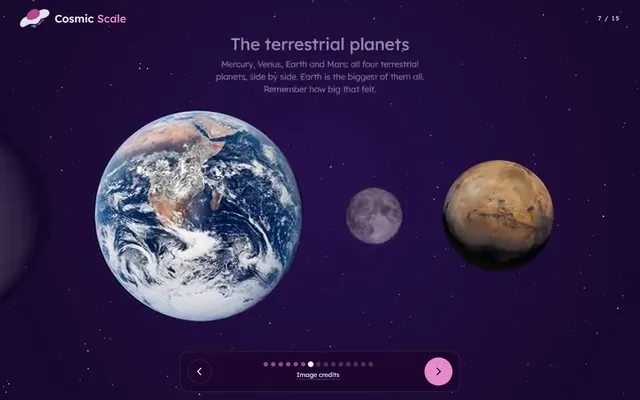 Cosmic Scale
7 / 15
The terrestrial planets
Mercury, Venus, Earth and Mars: all four terrestrial
planets, side by side. Earth is the biggest of them all.
Remember how big that felt.
Image credits